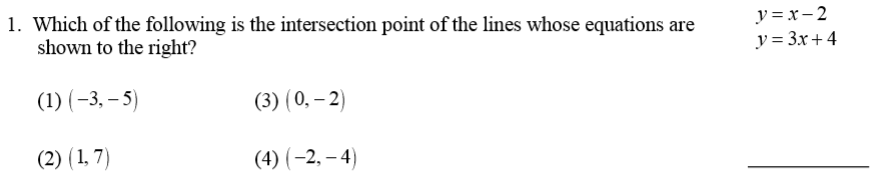 1. Which of the following is the intersection point of the lines whose equations are
shown to the right?
y = x – 2
y = 3x + 4
(1) (–3, – 5)
(3) (0, – 2)
(2) (1, 7)
(4) (–2, – 4)